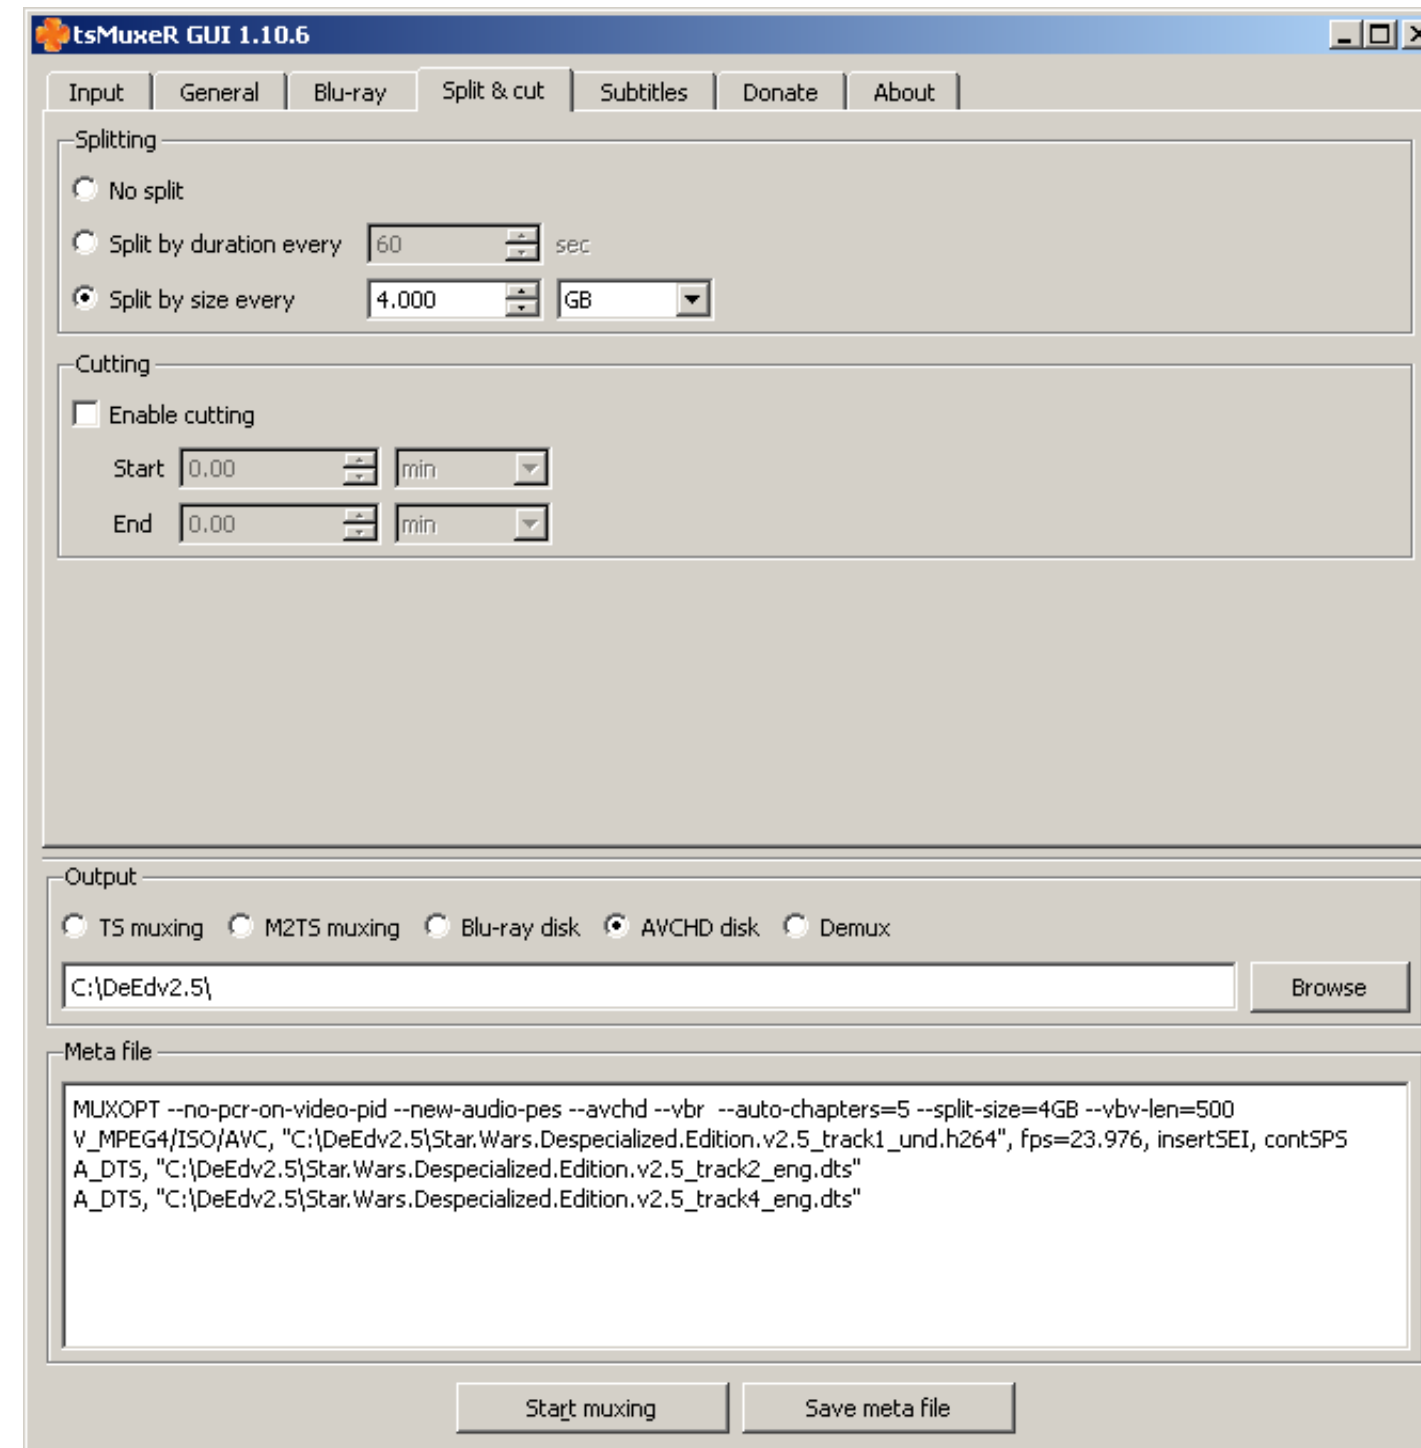 tsMuxeR GUI 1.10.6
Input General Blu-ray Split & cut Subtitles Donate About
Splitting
No split
Split by duration every 60 sec
Split by size every 4.000 GB
Cutting
Enable cutting
Start 0.00 min
End 0.00 min
Output
TS muxing M2TS muxing Blu-ray disk AVCHD disk Demux
C:\DeEdv2.5\ Browse
Meta file
MUXOPT --no-pcr-on-video-pid --new-audio-pes --avchd --vbr  --auto-chapters=5 --split-size=4GB --vbv-len=500
V_MPEG4/ISO/AVC, "C:\DeEdv2.5\Star.Wars.Despecialized.Edition.v2.5_track1_und.h264", fps=23.976, insertSEI, contSPS
A_DTS, "C:\DeEdv2.5\Star.Wars.Despecialized.Edition.v2.5_track2_eng.dts"
A_DTS, "C:\DeEdv2.5\Star.Wars.Despecialized.Edition.v2.5_track4_eng.dts"
Start muxing Save meta file